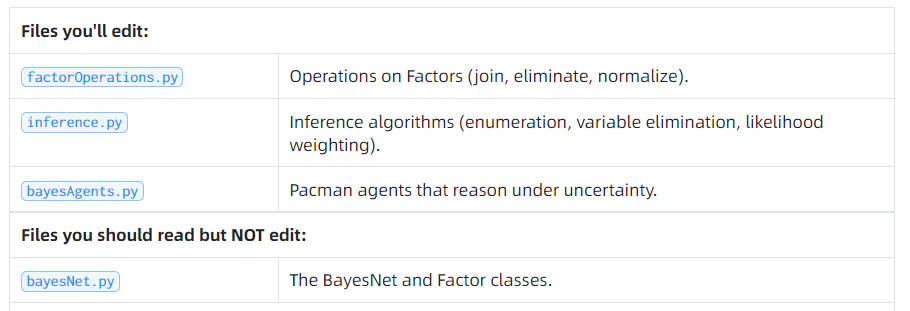 Files you'll edit:
factorOperations.py
Operations on Factors (join, eliminate, normalize).
inference.py
Inference algorithms (enumeration, variable elimination, likelihood
weighting).
bayesAgents.py
Pacman agents that reason under uncertainty.
Files you should read but NOT edit:
bayesNet.py
The BayesNet and Factor classes.